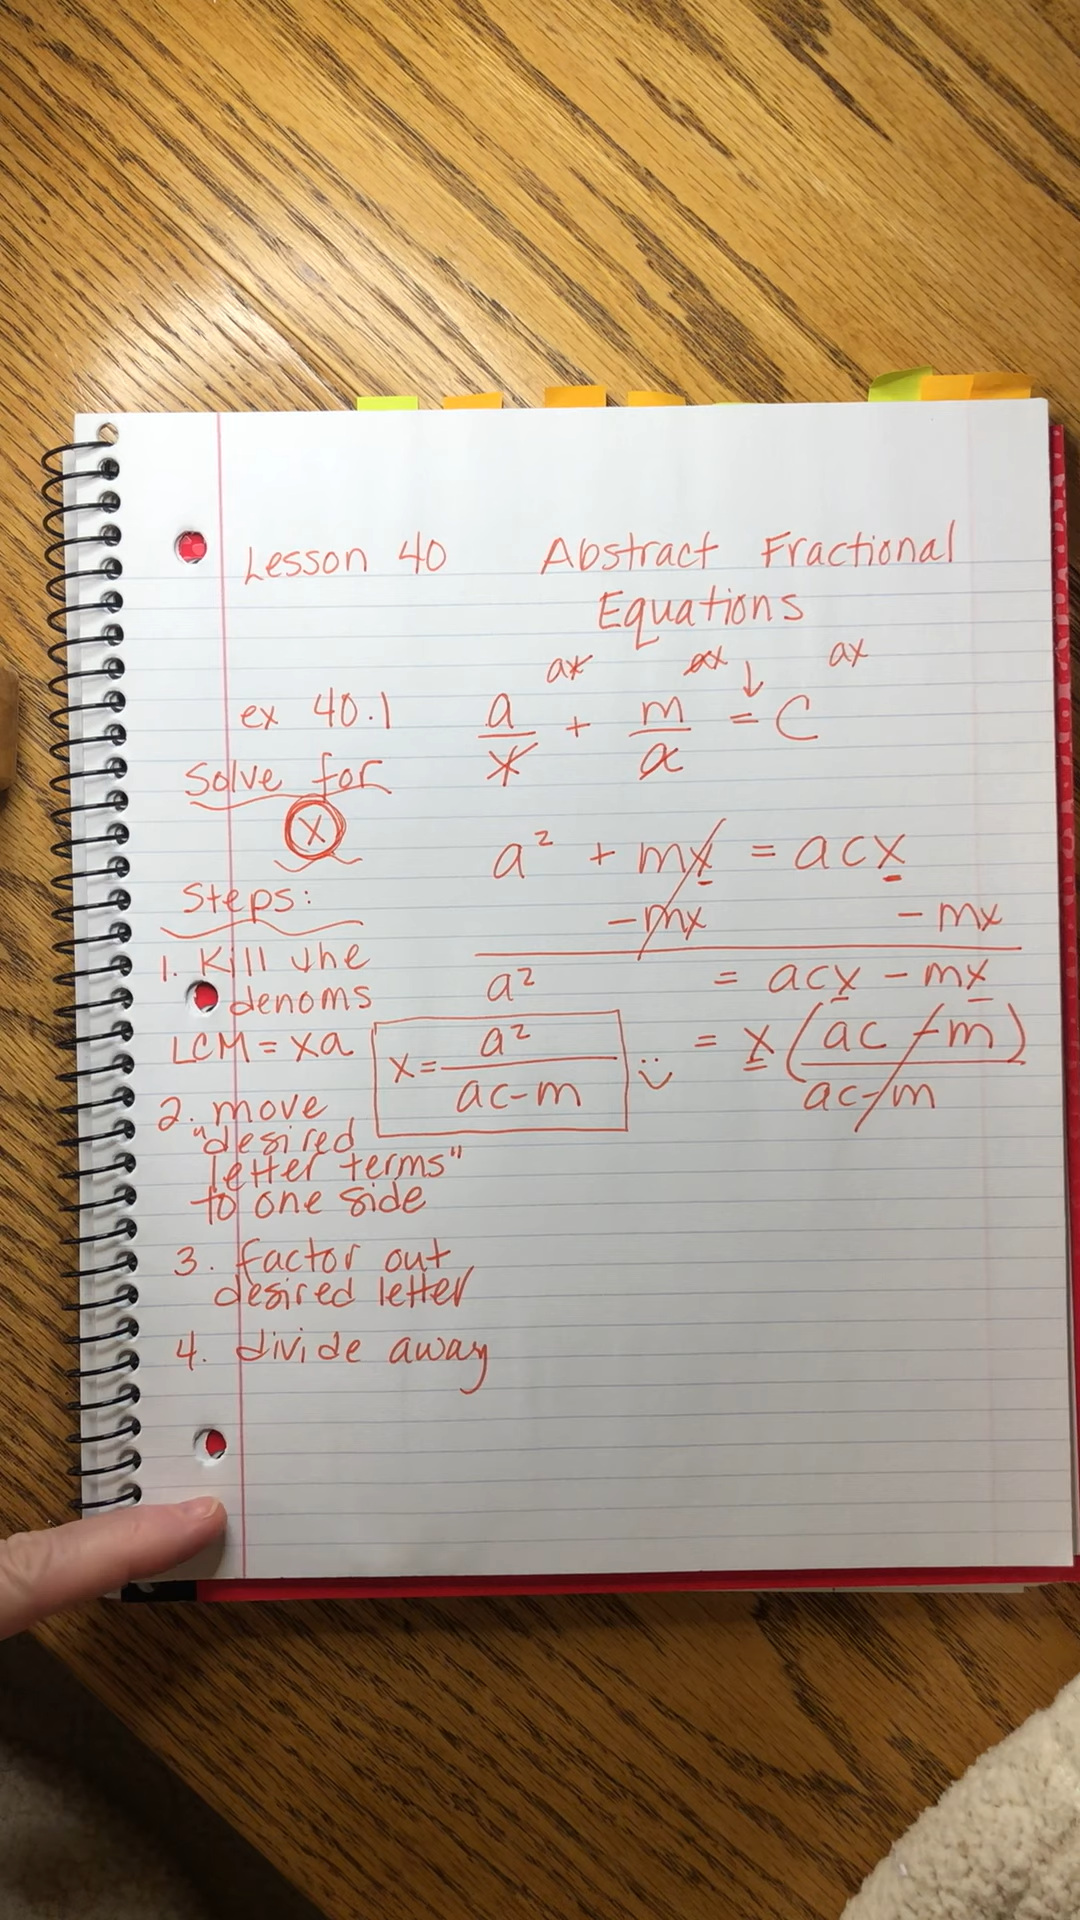 Lesson 40 Abstract Fractional
Equations
ax ax ax
ex 40.1 a/x + m/a = C
Solve for
x
a² + mx = acx
Steps:
-mx - mx
1. Kill the
denoms
a² = acx - mx
LCM = xa
x = a²/ac-m = x(ac - m)/ac-m
2. move
"desired
letter terms"
to one side
3. factor out
desired letter
4. divide away